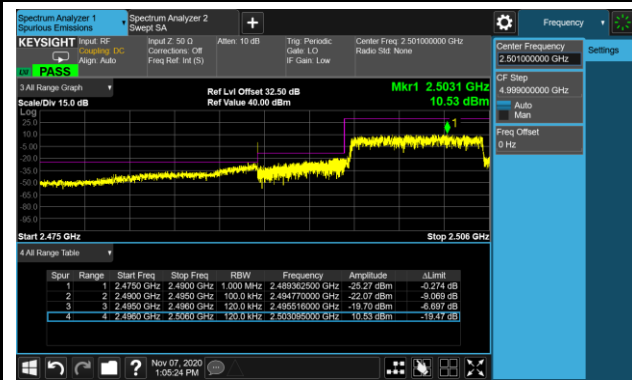 Spectrum Analyzer 1
Spurious Emissions
Spectrum Analyzer 2
Swept SA
Frequency
KEYSIGHT
Input: RF
Coupling: DC
Align: Auto
Input Z: 50 Ω
Corrections: Off
Freq Ref: Int (S)
Atten: 10 dB
Trig: Periodic
Gate: LO
IF Gain: Low
Center Freq: 2.501000000 GHz
Radio Std: None
PASS
Center Frequency
2.501000000 GHz
Settings
CF Step
4.999000000 GHz
Auto
Man
Freq Offset
0 Hz
3 All Range Graph
Scale/Div 15.0 dB
Ref Lvl Offset 32.50 dB
Ref Value 40.00 dBm
Mkr1 2.5031 GHz
10.53 dBm
Log
25.0
10.0
-5.00
-20.0
-35.0
-50.0
-65.0
-80.0
-95.0
1
Start 2.475 GHz
Stop 2.506 GHz
4 All Range Table
Spur Range Start Freq Stop Freq RBW Frequency Amplitude ΔLimit
1 1 2.4750 GHz 2.4900 GHz 1.000 MHz 2.489362500 GHz -25.27 dBm -0.274 dB
2 2 2.4900 GHz 2.4950 GHz 100.0 kHz 2.494770000 GHz -22.07 dBm -9.069 dB
3 3 2.4950 GHz 2.4960 GHz 120.0 kHz 2.495516000 GHz -19.70 dBm -6.697 dB
4 4 2.4960 GHz 2.5060 GHz 120.0 kHz 2.503095000 GHz 10.53 dBm -19.47 dB
Nov 07, 2020
1:05:24 PM